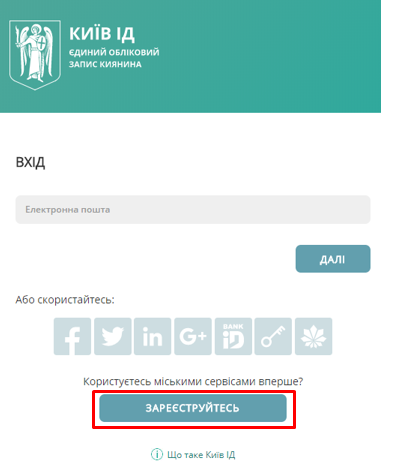 КИЇВ ІД
ЄДИНИЙ ОБЛІКОВИЙ
ЗАПИС КИЯНИНА
ВХІД
Електронна пошта
ДАЛІ
Або скористайтесь:
f in G+ BANK iD
Користуєтесь міськими сервісами вперше?
ЗАРЕЄСТРУЙТЕСЬ
i Що таке Київ ІД